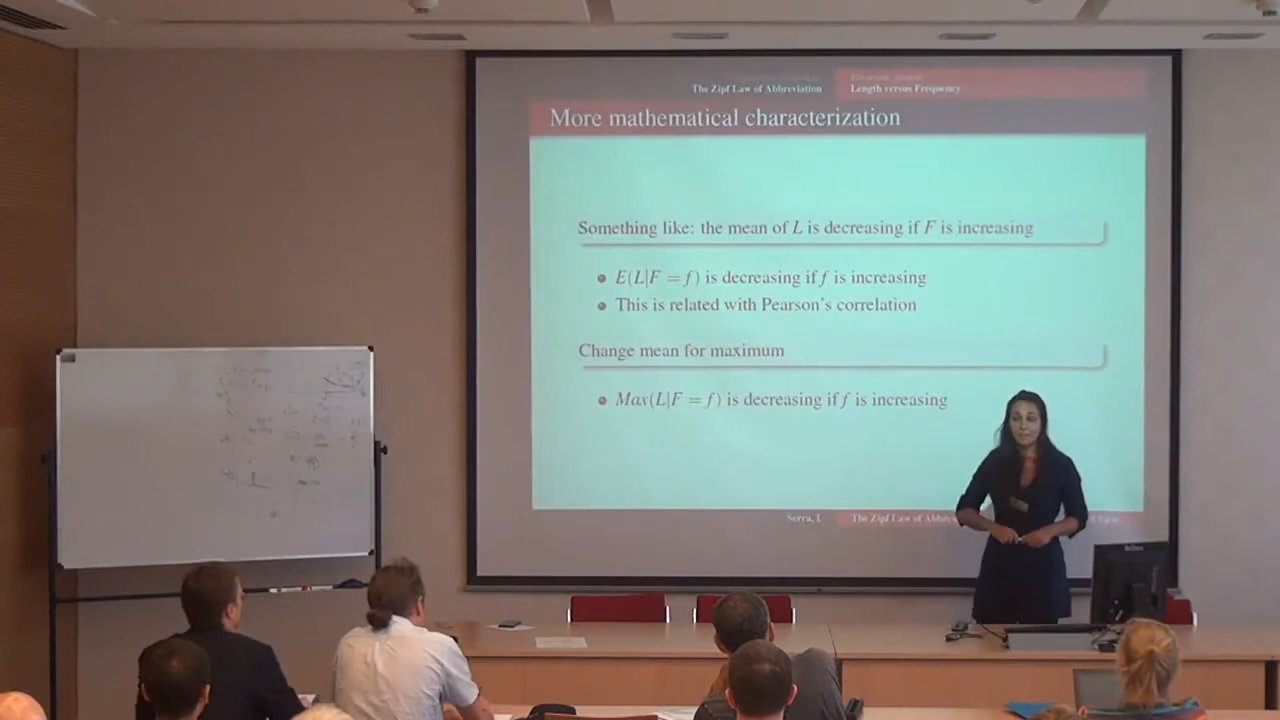 The Zipf Law of Abbreviation
Length versus Frequency
More mathematical characterization
Something like: the mean of L is decreasing if F is increasing
E(L|F = f) is decreasing if f is increasing
This is related with Pearson's correlation
Change mean for maximum
Max(L|F = f) is decreasing if f is increasing
Serra, I.
The Zipf Law of